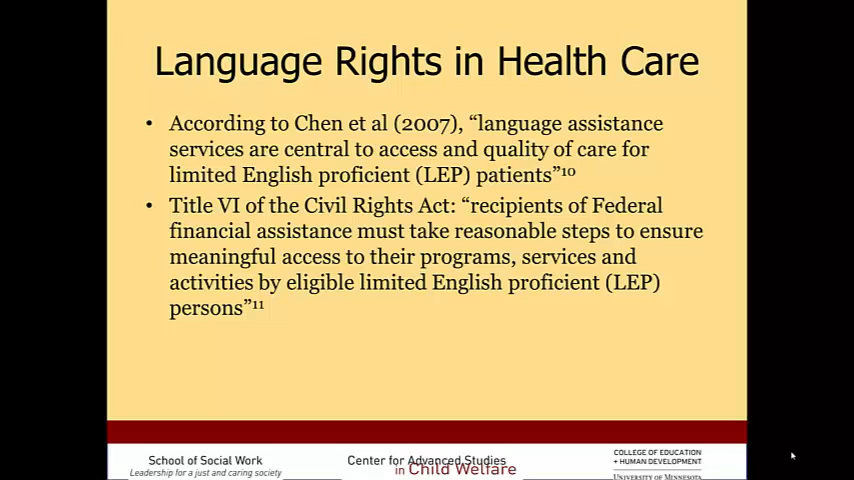 Language Rights in Health Care
• According to Chen et al (2007), “language assistance
services are central to access and quality of care for
limited English proficient (LEP) patients”10
• Title VI of the Civil Rights Act: “recipients of Federal
financial assistance must take reasonable steps to ensure
meaningful access to their programs, services and
activities by eligible limited English proficient (LEP)
persons”11
School of Social Work
Leadership for a just and caring society
Center for Advanced Studies
in Child Welfare
COLLEGE OF EDUCATION
+ HUMAN DEVELOPMENT
UNIVERSITY OF MINNESOTA